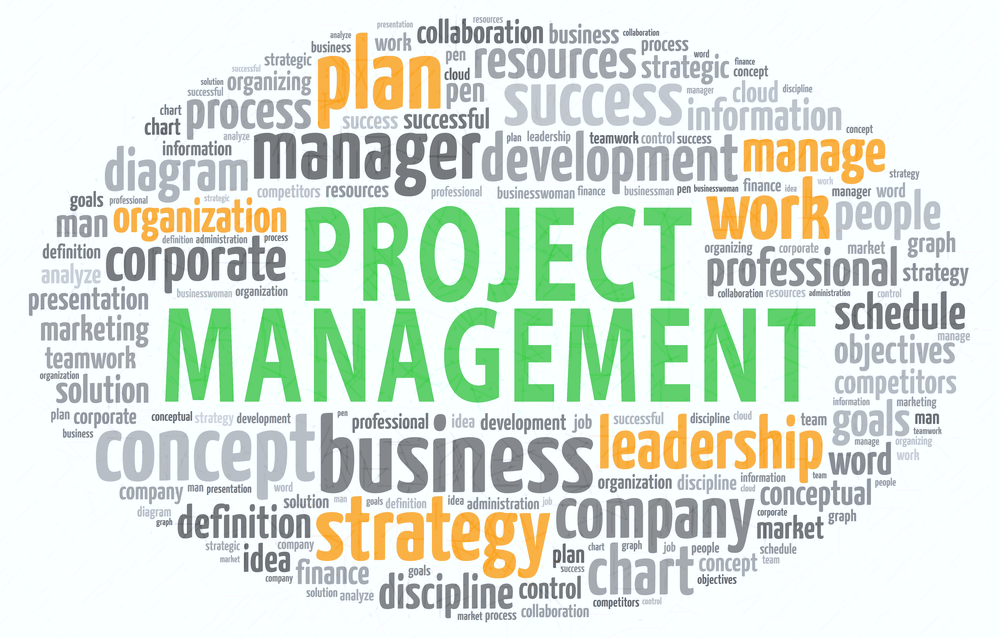 resources
presentation collaboration business collaboration
analyze business work pen process word
strategic plan resources strategic finance concept
successful cloud
solution successful organizing pen success cloud discipline manager
chart process success successful information
chart analyze manager plan leadership teamwork control success concept
information development manage
diagram competitors resources professional businesswoman finance businessman pen businesswoman finance idea work manager word strategy
goals professional strategic
man organization PROJECT work people
definition definition administration process organizing corporate market graph
analyze corporate professional strategy
presentation businesswoman organization collaboration resources administration control
marketing MANAGEMENT schedule manage
teamwork objectives
organization solution competitors
plan corporate conceptual strategy development pen professional idea development job successful discipline cloud team information marketing
business goals man teamwork
concept business leadership manage organizing work
word
company man presentation word organization discipline information cloud team people
diagram graph solution man goals definition idea administration job conceptual
definition strategy company corporate market graph
strategic market idea company plan chart graph job people schedule
company finance goals success chart concept team
solution analyze discipline control objectives
market process collaboration competitors control